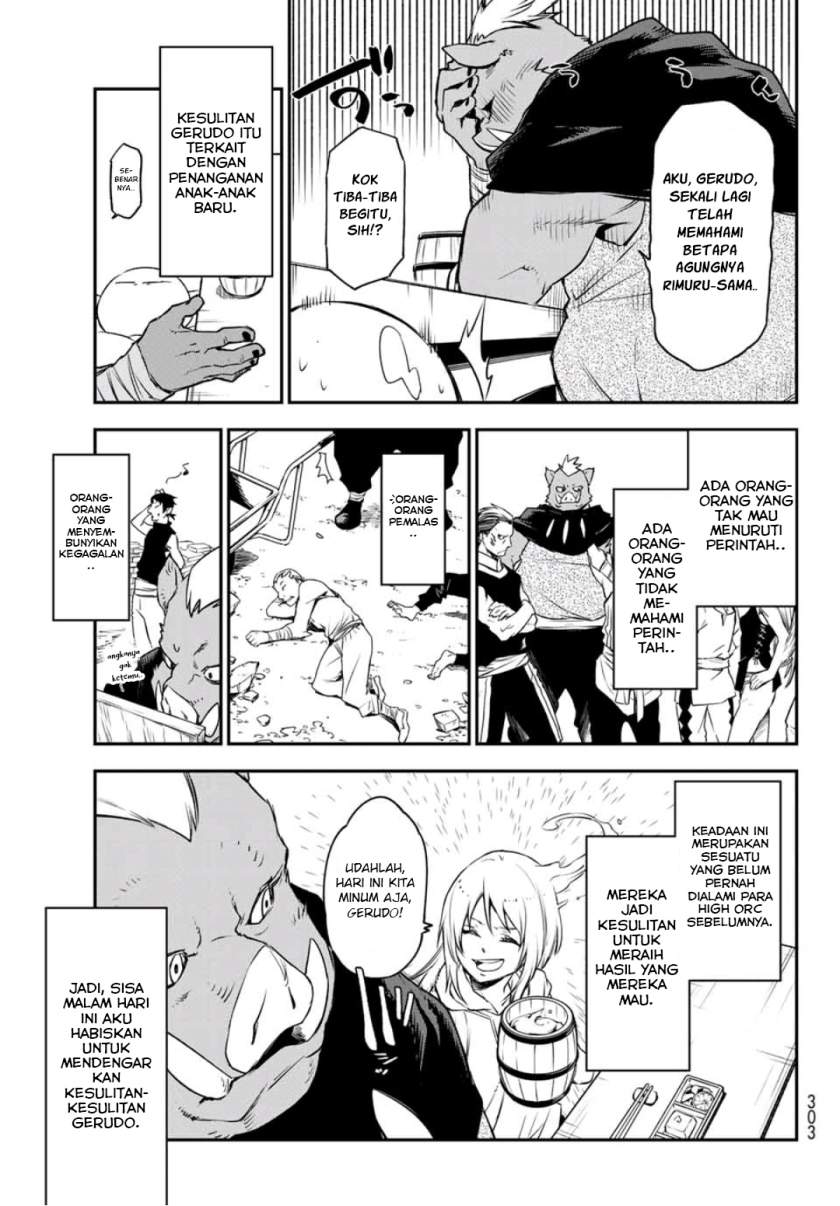 AKU, GERUDO,
SEKALI LAGI
TELAH
MEMAHAMI
BETAPA
AGUNGNYA
RIMURU-SAMA..
KOK
TIBA-TIBA
BEGITU,
SIH!?
KESULITAN
GERUDO ITU
TERKAIT
DENGAN
PENANGANAN
ANAK-ANAK
BARU.
SE-
BENAR
NYA..
ADA ORANG-
ORANG YANG
TAK MAU
MENURUTI
PERINTAH..
ADA
ORANG-
ORANG
YANG
TIDAK
ME-
MAHAMI
PERIN-
TAH..
ORANG-
ORANG
PEMALAS
..
ORANG-
ORANG
YANG
MENYEM-
BUNYIKAN
KEGAGALAN
..
angkanya
gak
ketemu..
KEADAAN INI
MERUPAKAN
SESUATU
YANG BELUM
PERNAH
DIALAMI PARA
HIGH ORC
SEBELUMNYA.
MEREKA
JADI
KESULITAN
UNTUK
MERAIH
HASIL YANG
MEREKA
MAU.
UDAHLAH,
HARI INI KITA
MINUM AJA,
GERUDO!
JADI, SISA
MALAM HARI
INI AKU
HABISKAN
UNTUK
MENDENGAR
KAN
KESULITAN-
KESULITAN
GERUDO.
303